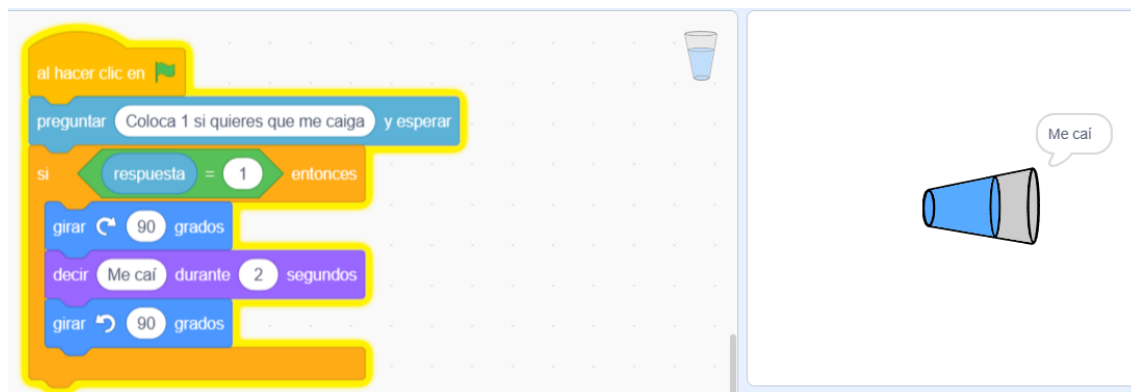 al hacer clic en
preguntar Coloca 1 si quieres que me caiga y esperar
si respuesta = 1 entonces
girar 90 grados
decir Me caí durante 2 segundos
girar 90 grados
Me caí